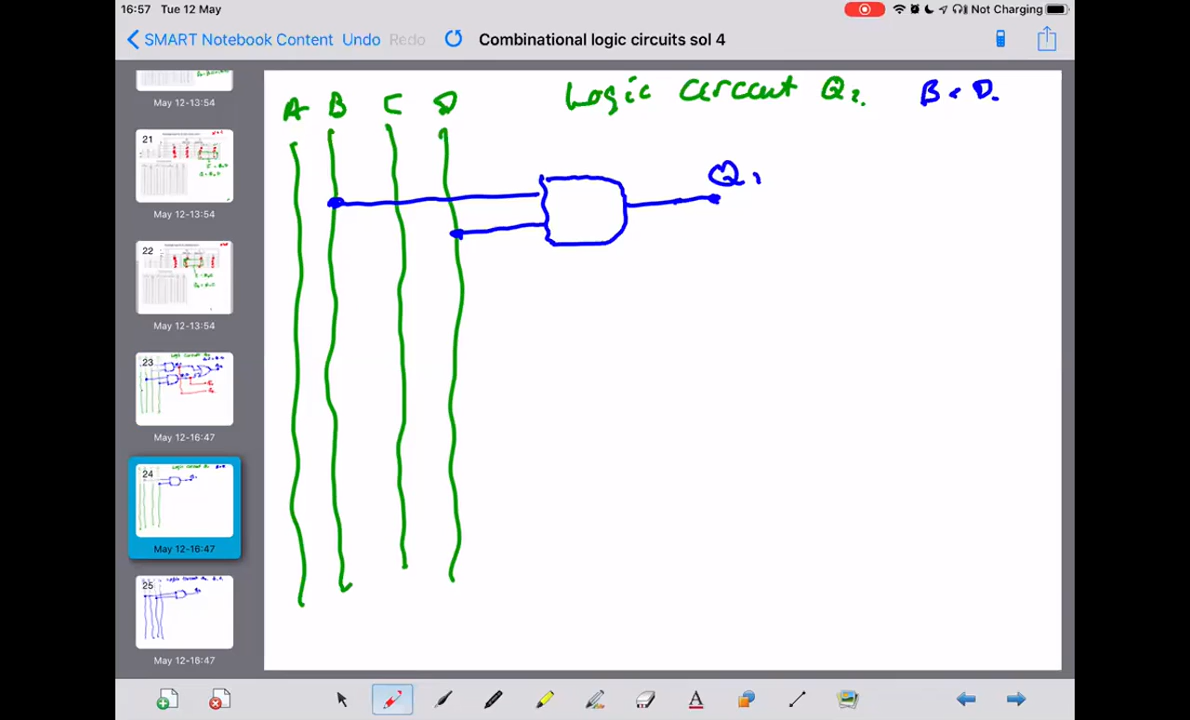 16:57 Tue 12 May
Not Charging
SMART Notebook Content Undo Redo Combinational logic circuits sol 4
A B C D
Logic circuit Q2. B . D.
Q1
May 12-13:54
21
May 12-13:54
22
May 12-13:54
23
May 12-16:47
24
May 12-16:47
25
May 12-18:47
A